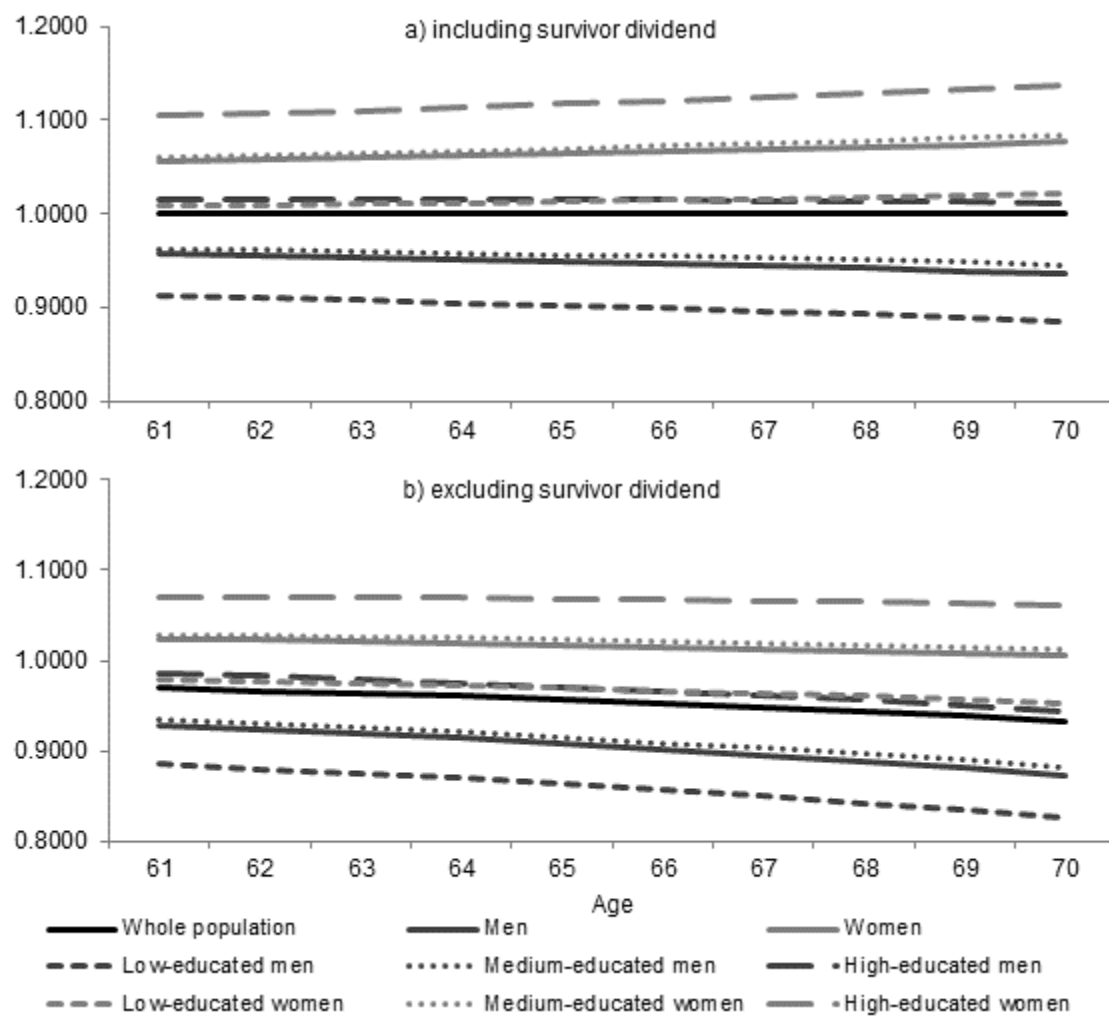 a) including survivor dividend
1.2000
1.1000
1.0000
0.9000
0.8000
61 62 63 64 65 66 67 68 69 70
b) excluding survivor dividend
1.2000
1.1000
1.0000
0.9000
0.8000
61 62 63 64 65 66 67 68 69 70
Age
Whole population Men Women
Low-educated men Medium-educated men High-educated men
Low-educated women Medium-educated women High-educated women